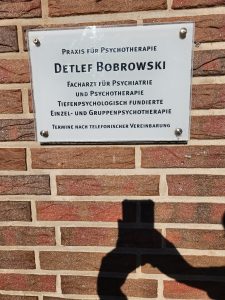 Praxis für Psychotherapie
Detlef Bobrowski
Facharzt für Psychiatrie
und Psychotherapie
Tiefenpsychologisch fundierte
Einzel- und Gruppenpsychotherapie
Termine nach telefonischer Vereinbarung